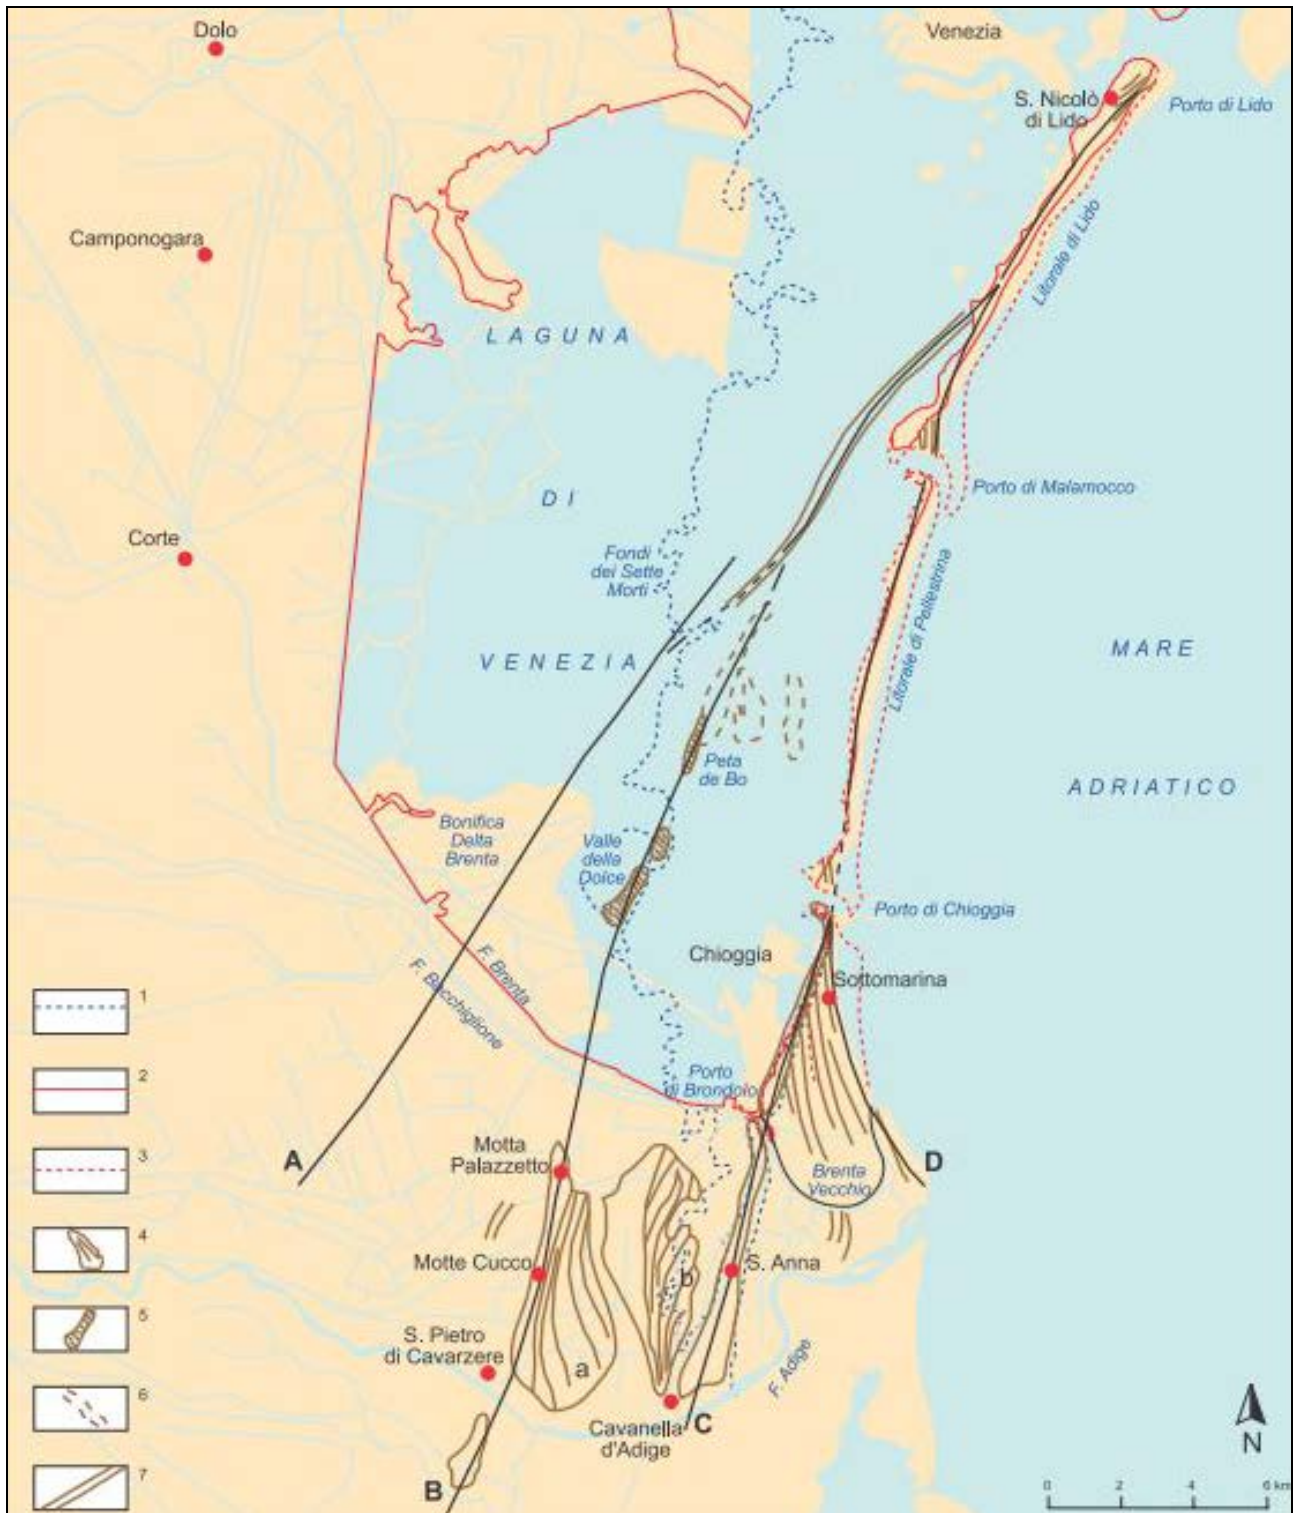 Dolo
Venezia
S. Nicolò
di Lido
Porto di Lido
Camponogara
Litorale di Lido
LAGUNA
Porto di Malamocco
DI
Corte
Fondi
dei Sette
Morti
Litorale di Pellestrina
MARE
VENEZIA
Peta
de Bo
ADRIATICO
Bonifica
Delta
Brenta
Valle
della
Dolce
Porto di Chioggia
Chioggia
F. Brenta
F. Bacchiglione
Sottomarina
1
2
3
4
5
6
7
Porto
di Brondolo
Motta
Palazzetto
A
D
Brenta
Vecchio
Motte Cucco
b
S. Anna
S. Pietro
di Cavarzere
a
F. Adige
Cavanella
d'Adige
C
B
N
0 2 4 6 km